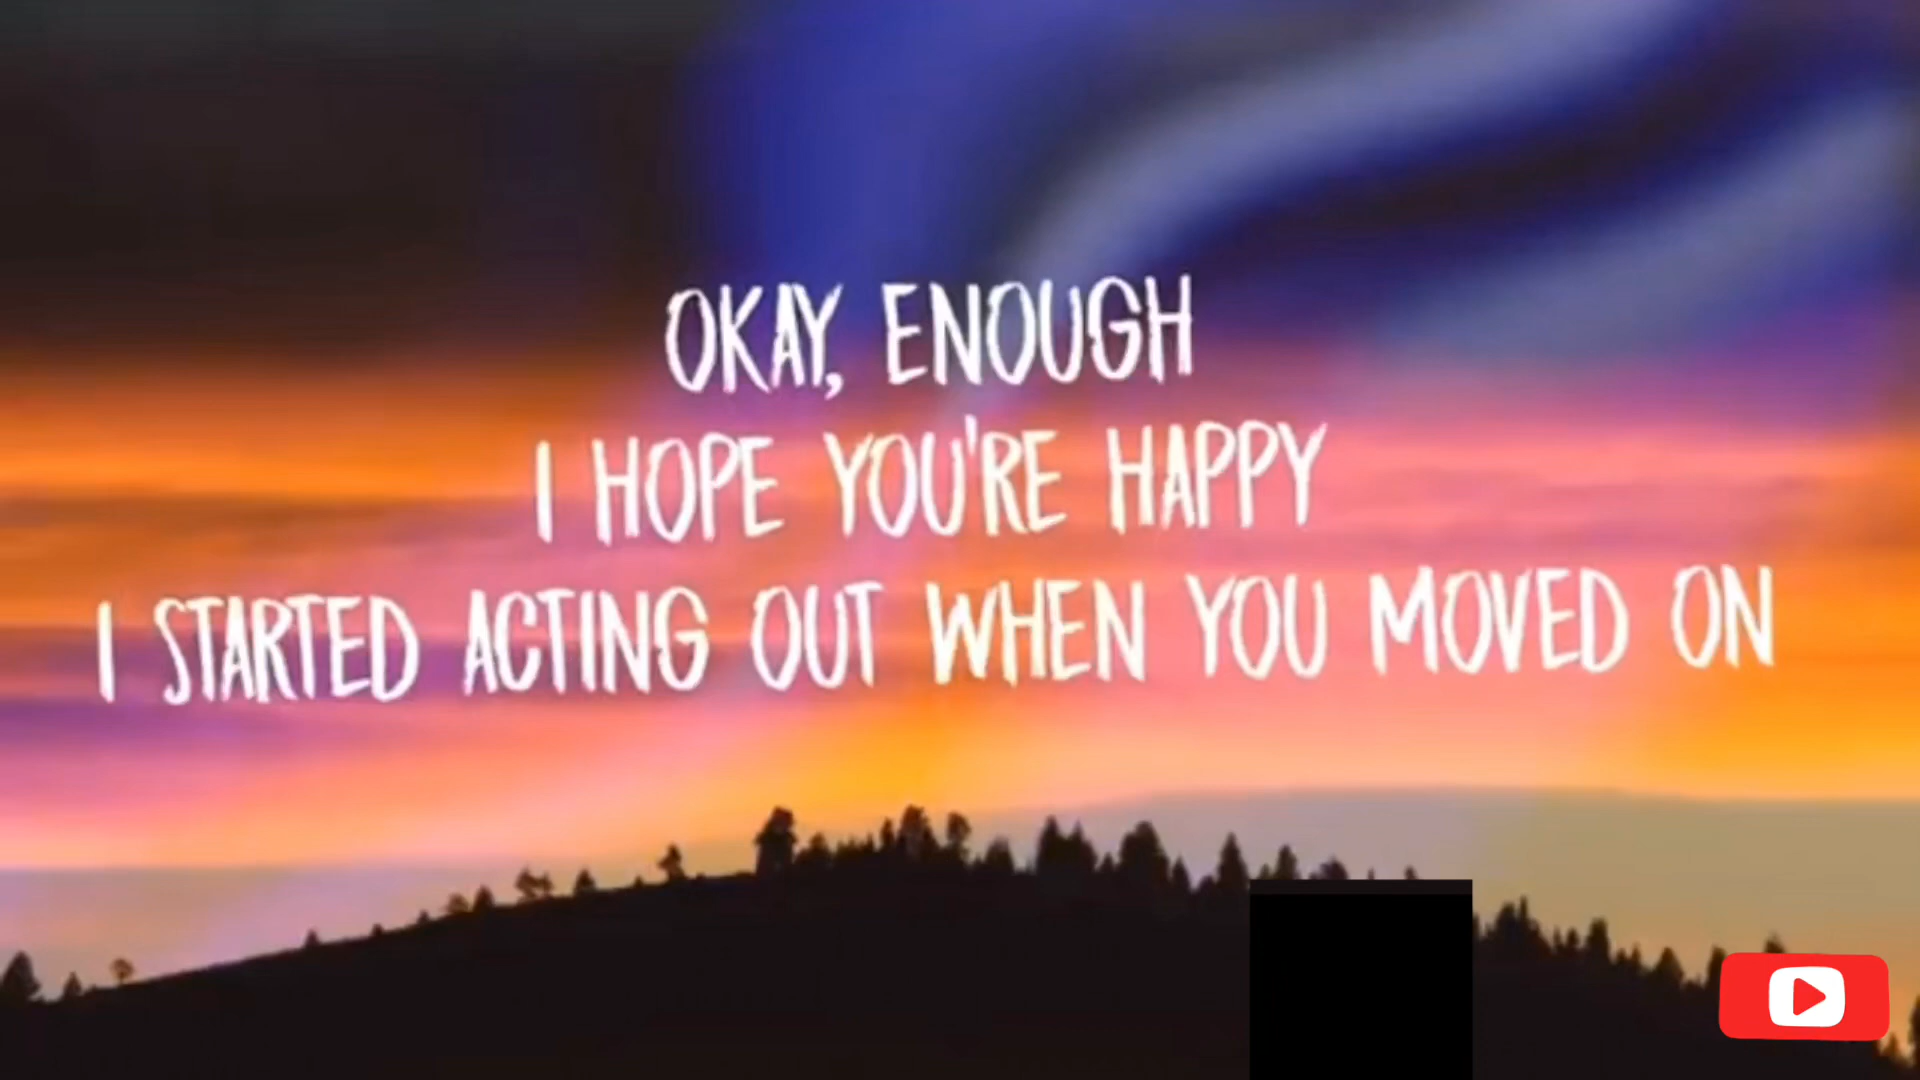 OKAY, ENOUGH
I HOPE YOU'RE HAPPY
I STARTED ACTING OUT WHEN YOU MOVED ON